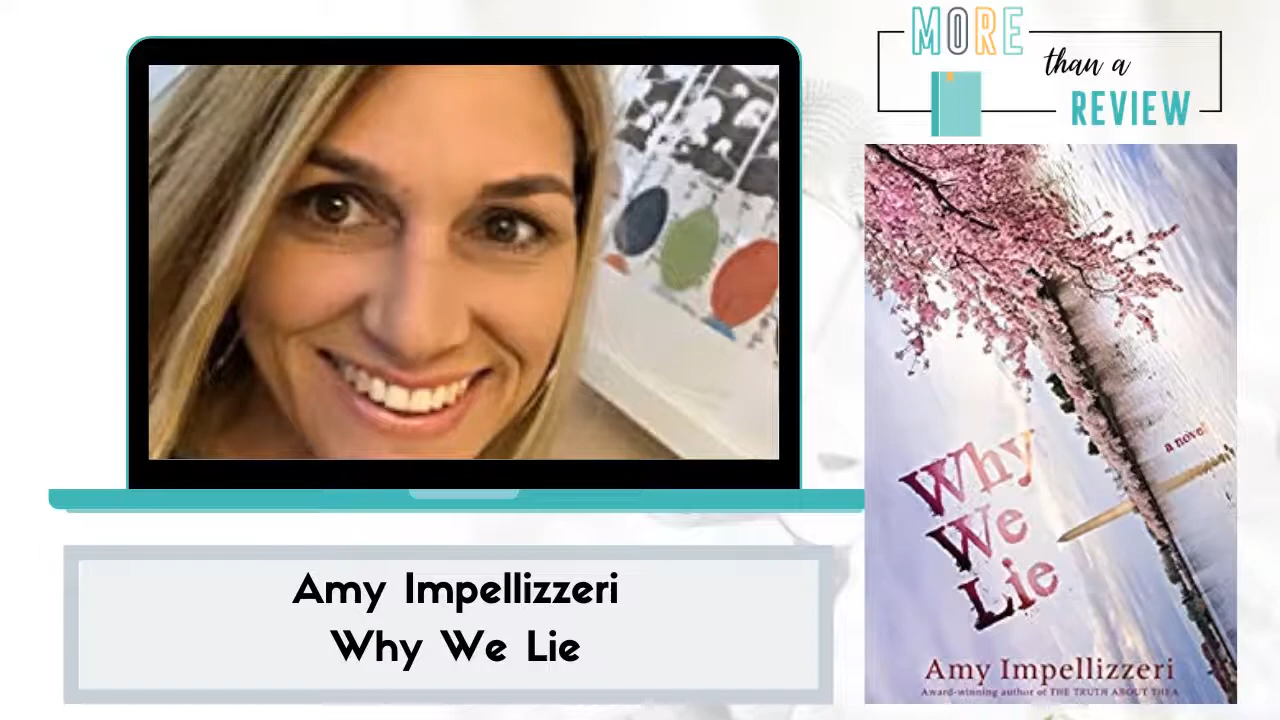 MORE
than a
REVIEW
a novel
Why
We
Lie
Amy Impellizzeri
Award-winning author of THE TRUTH ABOUT THEA
Amy Impellizzeri
Why We Lie